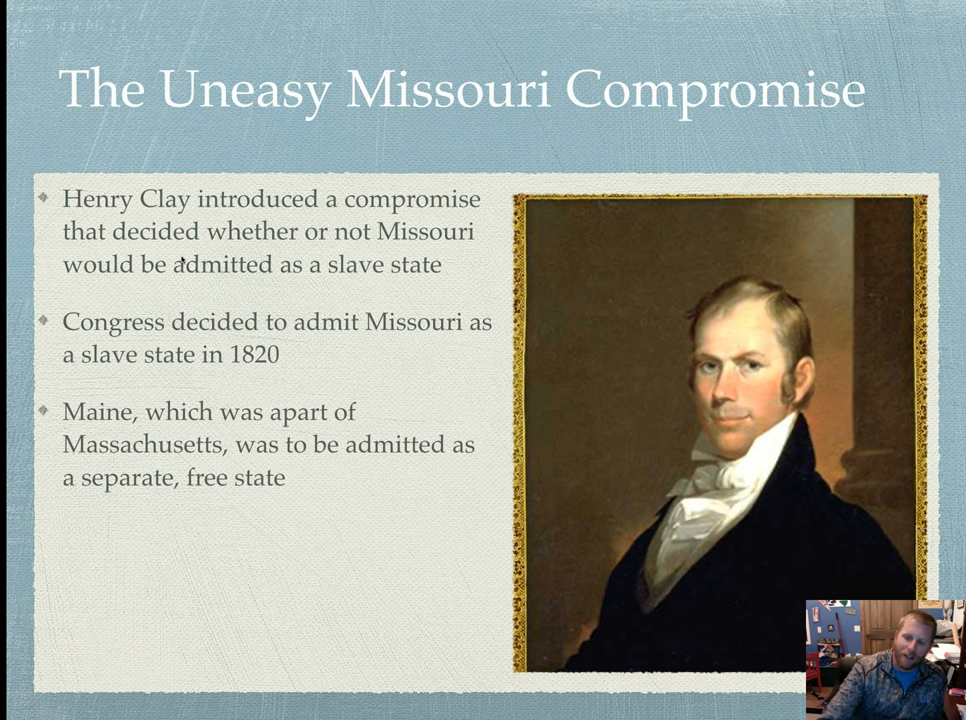 The Uneasy Missouri Compromise
Henry Clay introduced a compromise
that decided whether or not Missouri
would be admitted as a slave state
Congress decided to admit Missouri as
a slave state in 1820
Maine, which was apart of
Massachusetts, was to be admitted as
a separate, free state